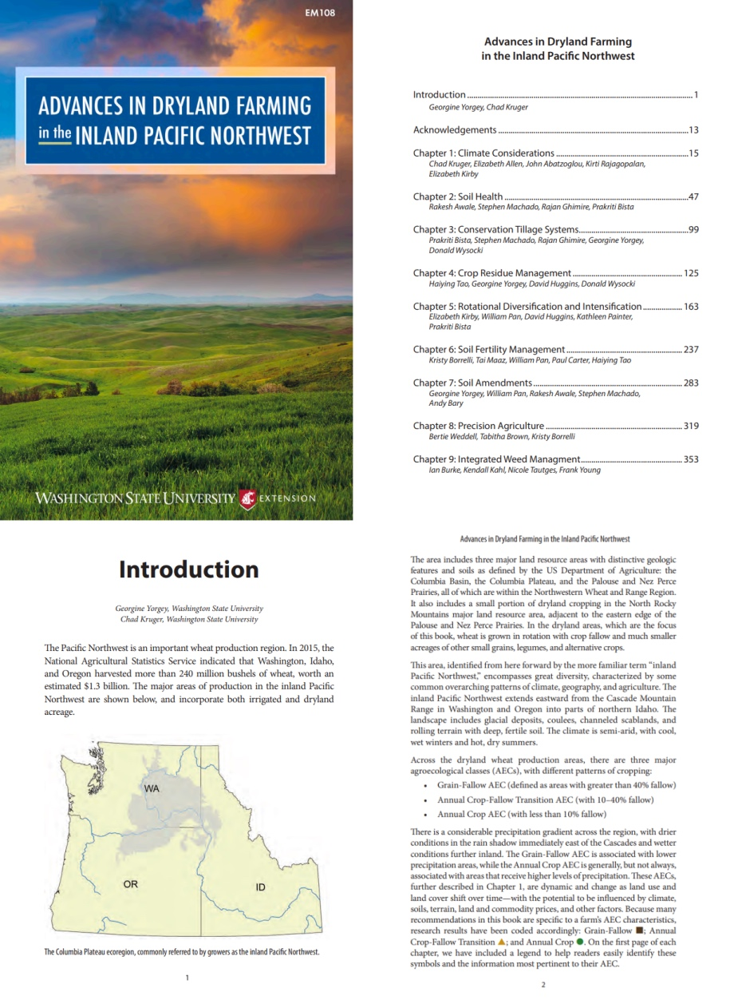 EM108
ADVANCES IN DRYLAND FARMING
in the INLAND PACIFIC NORTHWEST
WASHINGTON STATE UNIVERSITY EXTENSION
Advances in Dryland Farming
in the Inland Pacific Northwest
Introduction ........ 1
Georgine Yorgey, Chad Kruger
Acknowledgements ........ 13
Chapter 1: Climate Considerations ........ 15
Chad Kruger, Elizabeth Allen, John Abatzoglou, Kirti Rajagopalan,
Elizabeth Kirby
Chapter 2: Soil Health ........ 47
Rakesh Awale, Stephen Machado, Rajan Ghimire, Prakriti Bista
Chapter 3: Conservation Tillage Systems ........ 99
Prakriti Bista, Stephen Machado, Rajan Ghimire, Georgine Yorgey,
Donald Wysocki
Chapter 4: Crop Residue Management ........ 125
Haiying Tao, Georgine Yorgey, David Huggins, Donald Wysocki
Chapter 5: Rotational Diversification and Intensification ........ 163
Elizabeth Kirby, William Pan, David Huggins, Kathleen Painter,
Prakriti Bista
Chapter 6: Soil Fertility Management ........ 237
Kristy Borrelli, Tai Maaz, William Pan, Paul Carter, Haiying Tao
Chapter 7: Soil Amendments ........ 283
Georgine Yorgey, William Pan, Rakesh Awale, Stephen Machado,
Andy Bary
Chapter 8: Precision Agriculture ........ 319
Bertie Weddell, Tabitha Brown, Kristy Borrelli
Chapter 9: Integrated Weed Managment ........ 353
Ian Burke, Kendall Kahl, Nicole Tautges, Frank Young
Introduction
Georgine Yorgey, Washington State University
Chad Kruger, Washington State University
The Pacific Northwest is an important wheat production region. In 2015, the
National Agricultural Statistics Service indicated that Washington, Idaho,
and Oregon harvested more than 240 million bushels of wheat, worth an
estimated $1.3 billion. The major areas of production in the inland Pacific
Northwest are shown below, and incorporate both irrigated and dryland
acreage.
WA
OR
ID
The Columbia Plateau ecoregion, commonly referred to by growers as the inland Pacific Northwest.
1
Advances in Dryland Farming in the Inland Pacific Northwest
The area includes three major land resource areas with distinctive geologic
features and soils as defined by the US Department of Agriculture: the
Columbia Basin, the Columbia Plateau, and the Palouse and Nez Perce
Prairies, all of which are within the Northwestern Wheat and Range Region.
It also includes a small portion of dryland cropping in the North Rocky
Mountains major land resource area, adjacent to the eastern edge of the
Palouse and Nez Perce Prairies. In the dryland areas, which are the focus
of this book, wheat is grown in rotation with crop fallow and much smaller
acreages of other small grains, legumes, and alternative crops.
This area, identified from here forward by the more familiar term “inland
Pacific Northwest,” encompasses great diversity, characterized by some
common overarching patterns of climate, geography, and agriculture. The
inland Pacific Northwest extends eastward from the Cascade Mountain
Range in Washington and Oregon into parts of northern Idaho. The
landscape includes glacial deposits, coulees, channeled scablands, and
rolling terrain with deep, fertile soil. The climate is semi-arid, with cool,
wet winters and hot, dry summers.
Across the dryland wheat production areas, there are three major
agroecological classes (AECs), with different patterns of cropping:
• Grain-Fallow AEC (defined as areas with greater than 40% fallow)
• Annual Crop-Fallow Transition AEC (with 10–40% fallow)
• Annual Crop AEC (with less than 10% fallow)
There is a considerable precipitation gradient across the region, with drier
conditions in the rain shadow immediately east of the Cascades and wetter
conditions further inland. The Grain-Fallow AEC is associated with lower
precipitation areas, while the Annual Crop AEC is generally, but not always,
associated with areas that receive higher levels of precipitation. These AECs,
further described in Chapter 1, are dynamic and change as land use and
land cover shift over time—with the potential to be influenced by climate,
soils, terrain, land and commodity prices, and other factors. Because many
recommendations in this book are specific to a farm’s AEC characteristics,
research results have been coded accordingly: Grain-Fallow ■; Annual
Crop-Fallow Transition ▲; and Annual Crop ●. On the first page of each
chapter, we have included a legend to help readers easily identify these
symbols and the information most pertinent to their AEC.
2